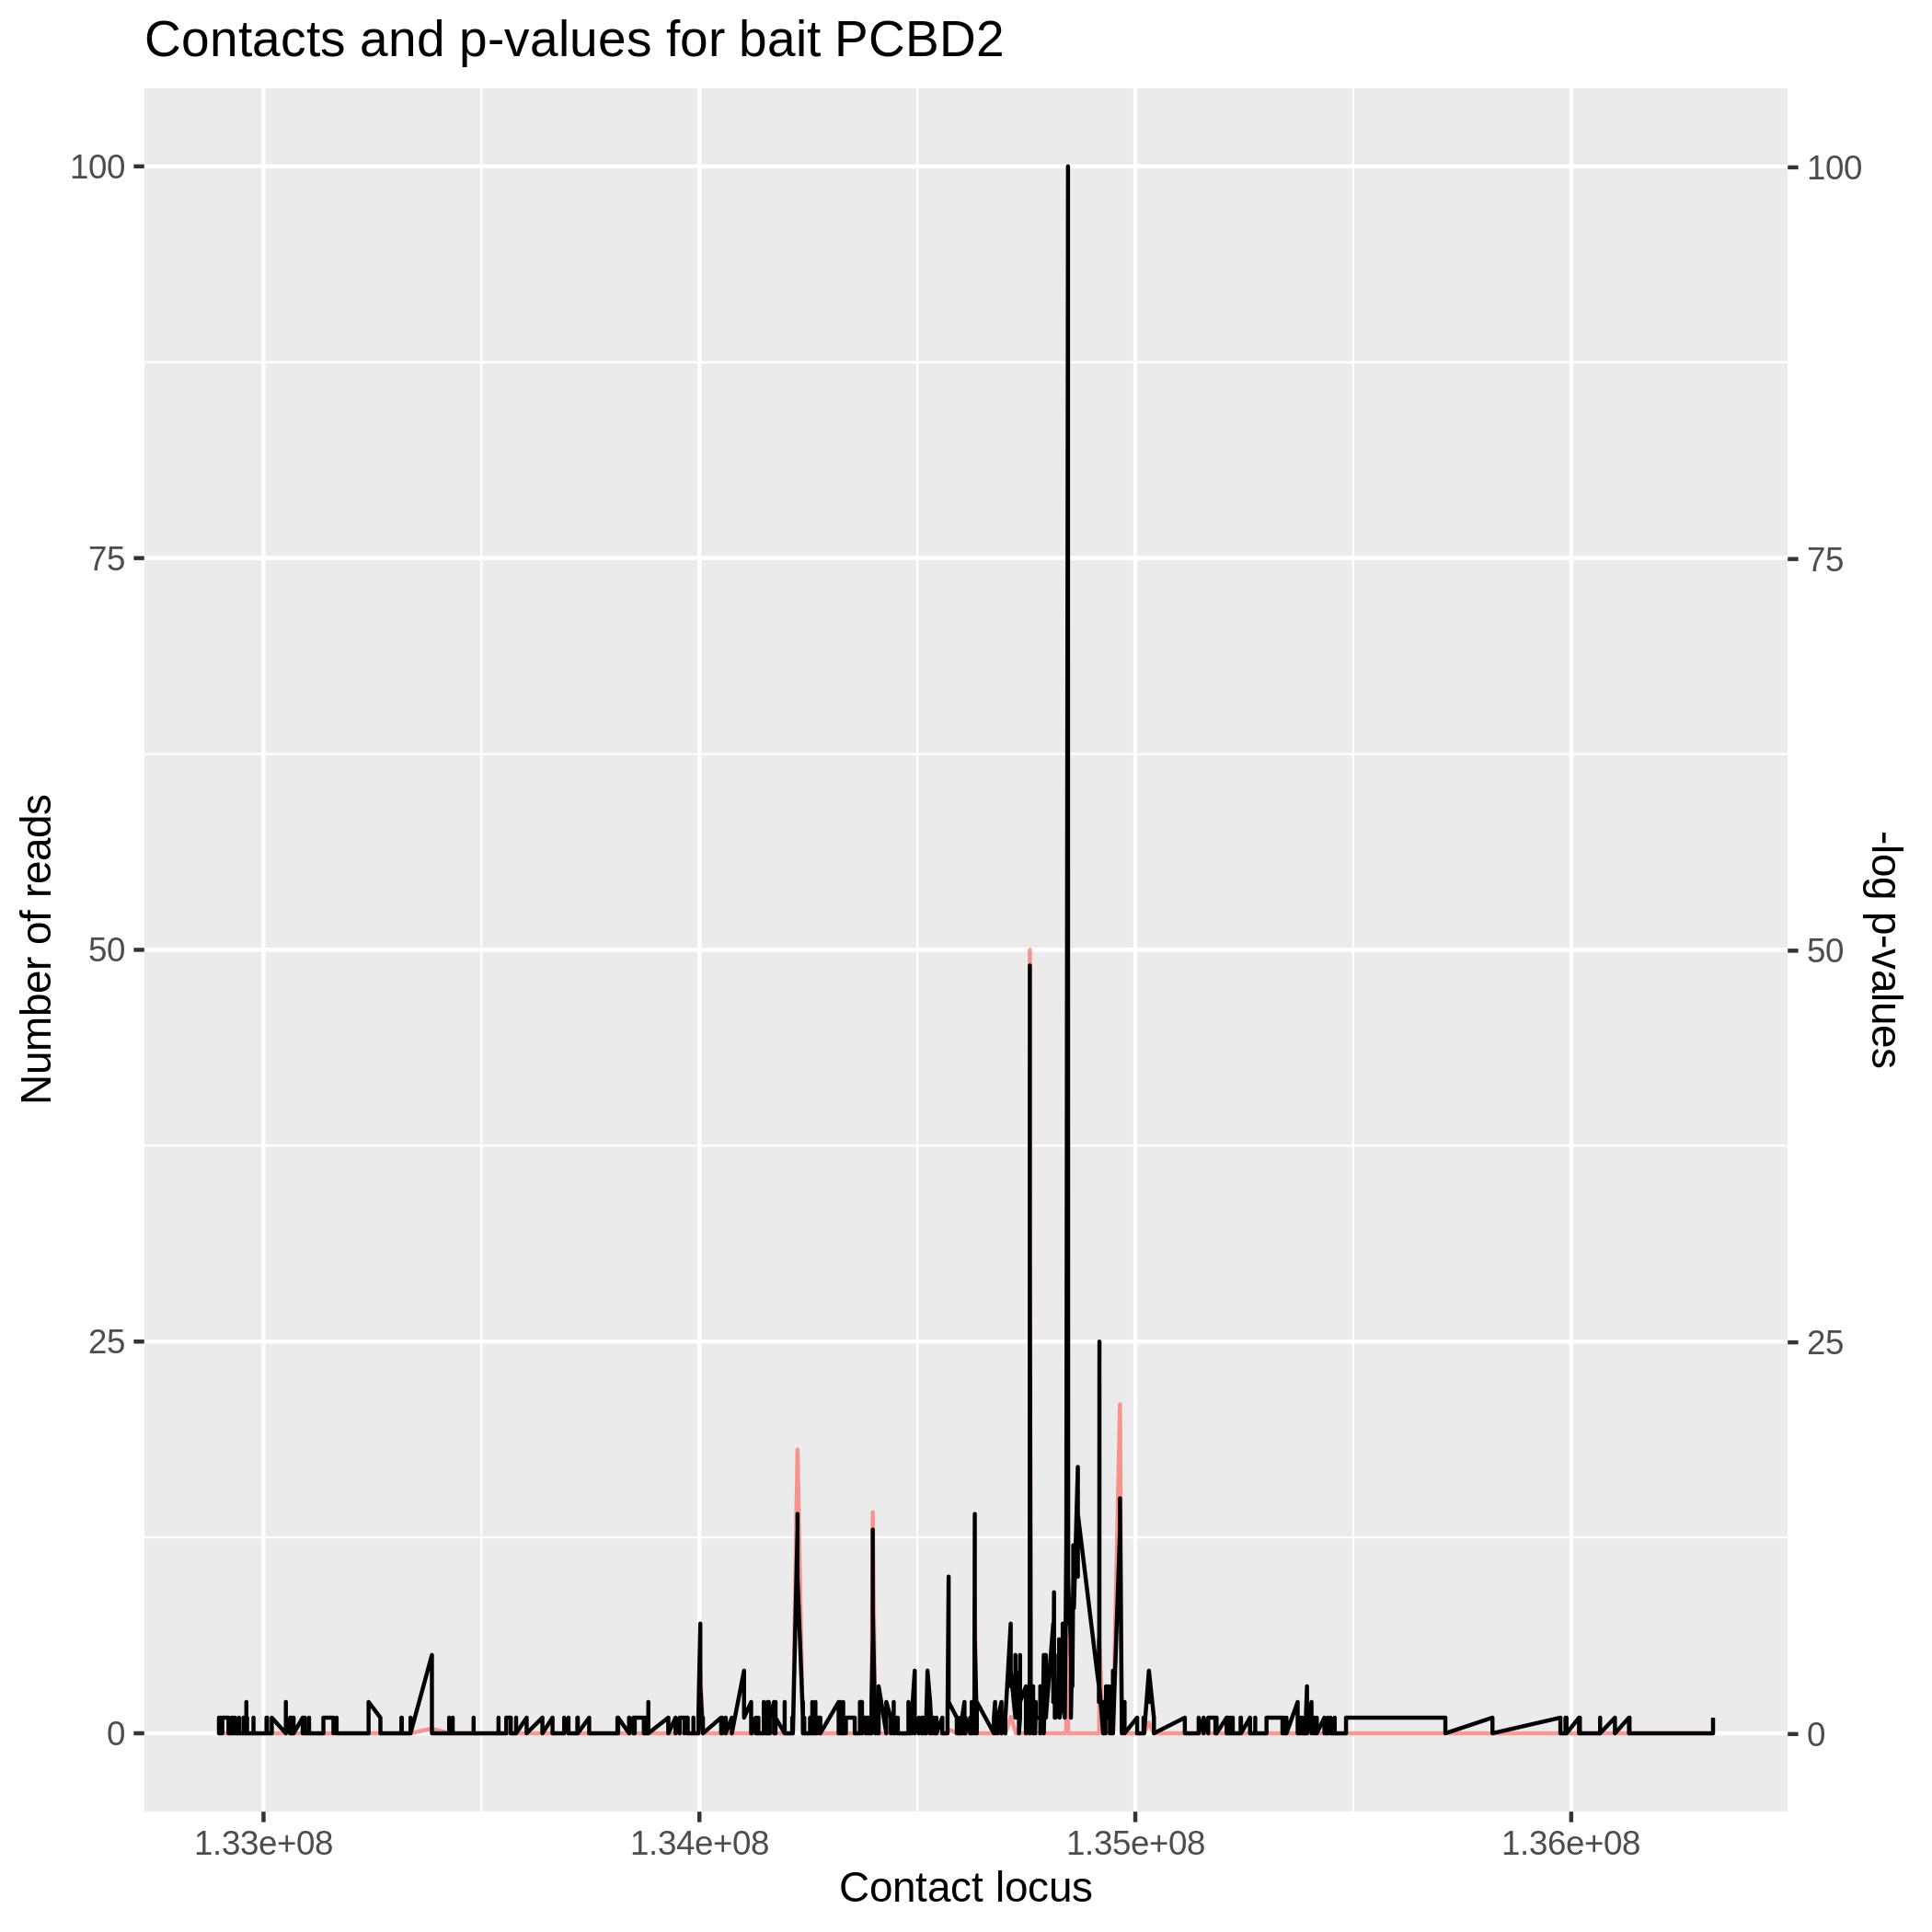 Contacts and p-values for bait PCBD2
100
75
50
25
0
Number of reads
100
75
50
25
0
-log p-values
1.33e+08
1.34e+08
1.35e+08
1.36e+08
Contact locus